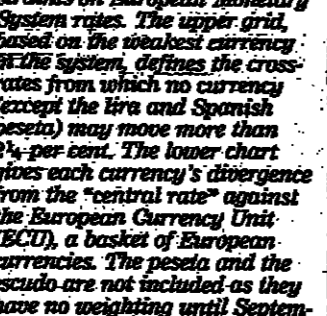 on European Monetary
System rates. The upper grid,
based on the weakest currency
in the system, defines the cross-
rates from which no currency
(except the lira and Spanish
peseta) may move more than
2¼ per cent. The lower chart
gives each currency's divergence
from the "central rate" against
the European Currency Unit
(ECU), a basket of European
currencies. The peseta and the
escudo are not included as they
have no weighting until Septem-